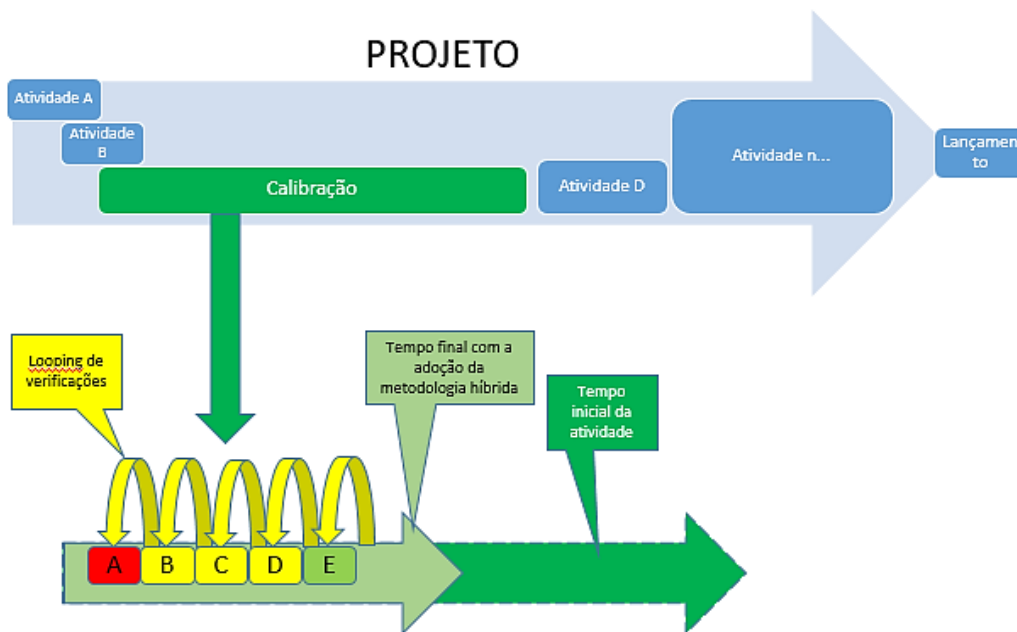 PROJETO
Atividade A
Atividade
B
Calibração
Atividade D
Atividade n...
Lançamen
to
Looping de
verificações
Tempo final com a
adoção da
metodologia híbrida
Tempo
inicial da
atividade
A B C D E